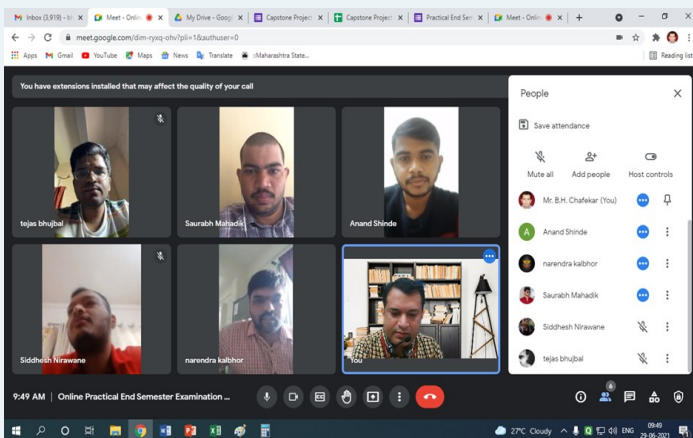 Inbox (3,919) - bh
Meet - Onlin
My Drive - Googl
Capstone Project
Capstone Project
Practical End Sem
Meet - Onlin
meet.google.com/dim-ryxq-ohv?pli=1&authuser=0
Apps
Gmail
YouTube
Maps
News
Translate
:Maharashtra State...
Reading list
You have extensions installed that may affect the quality of your call
tejas bhujbal
Saurabh Mahadik
Anand Shinde
Siddhesh Nirawane
narendra kalbhor
You
People
Save attendance
Mute all
Add people
Host controls
Mr. B.H. Chafekar (You)
A
Anand Shinde
narendra kalbhor
Saurabh Mahadik
Siddhesh Nirawane
tejas bhujbal
9:49 AM | Online Practical End Semester Examination ...
6
27°C Cloudy
ENG
09:49
29-06-2021